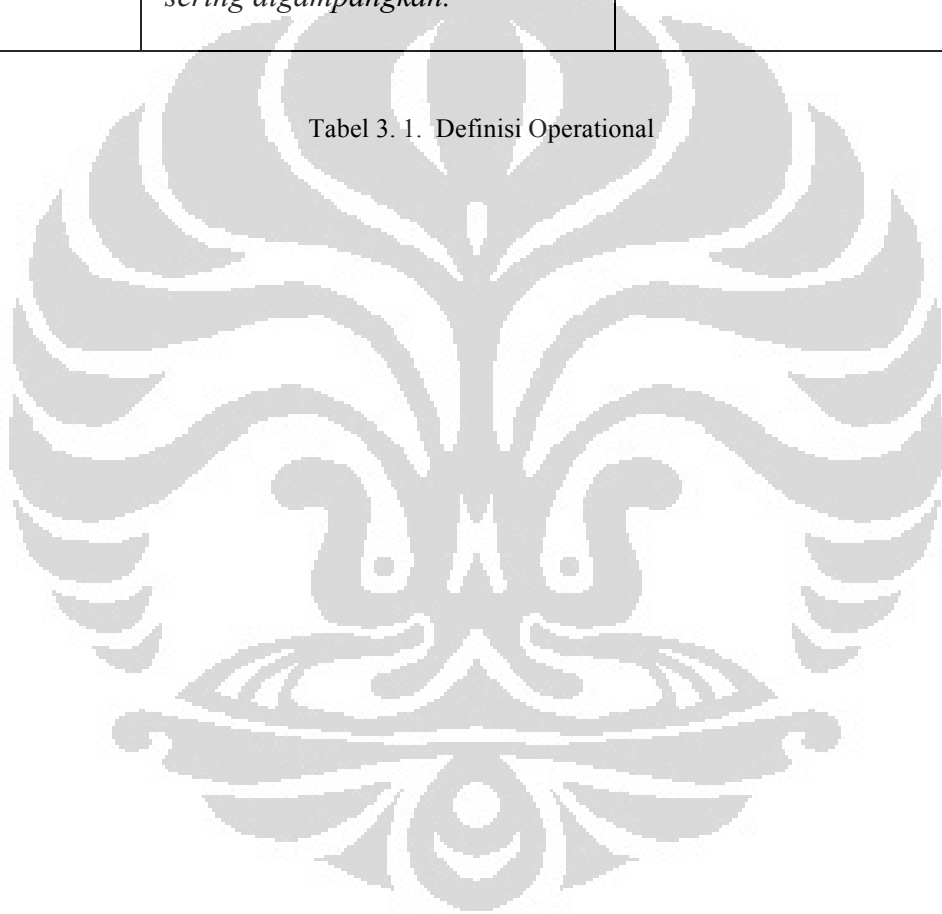 sering digampangkan.
Tabel 3. 1. Definisi Operational